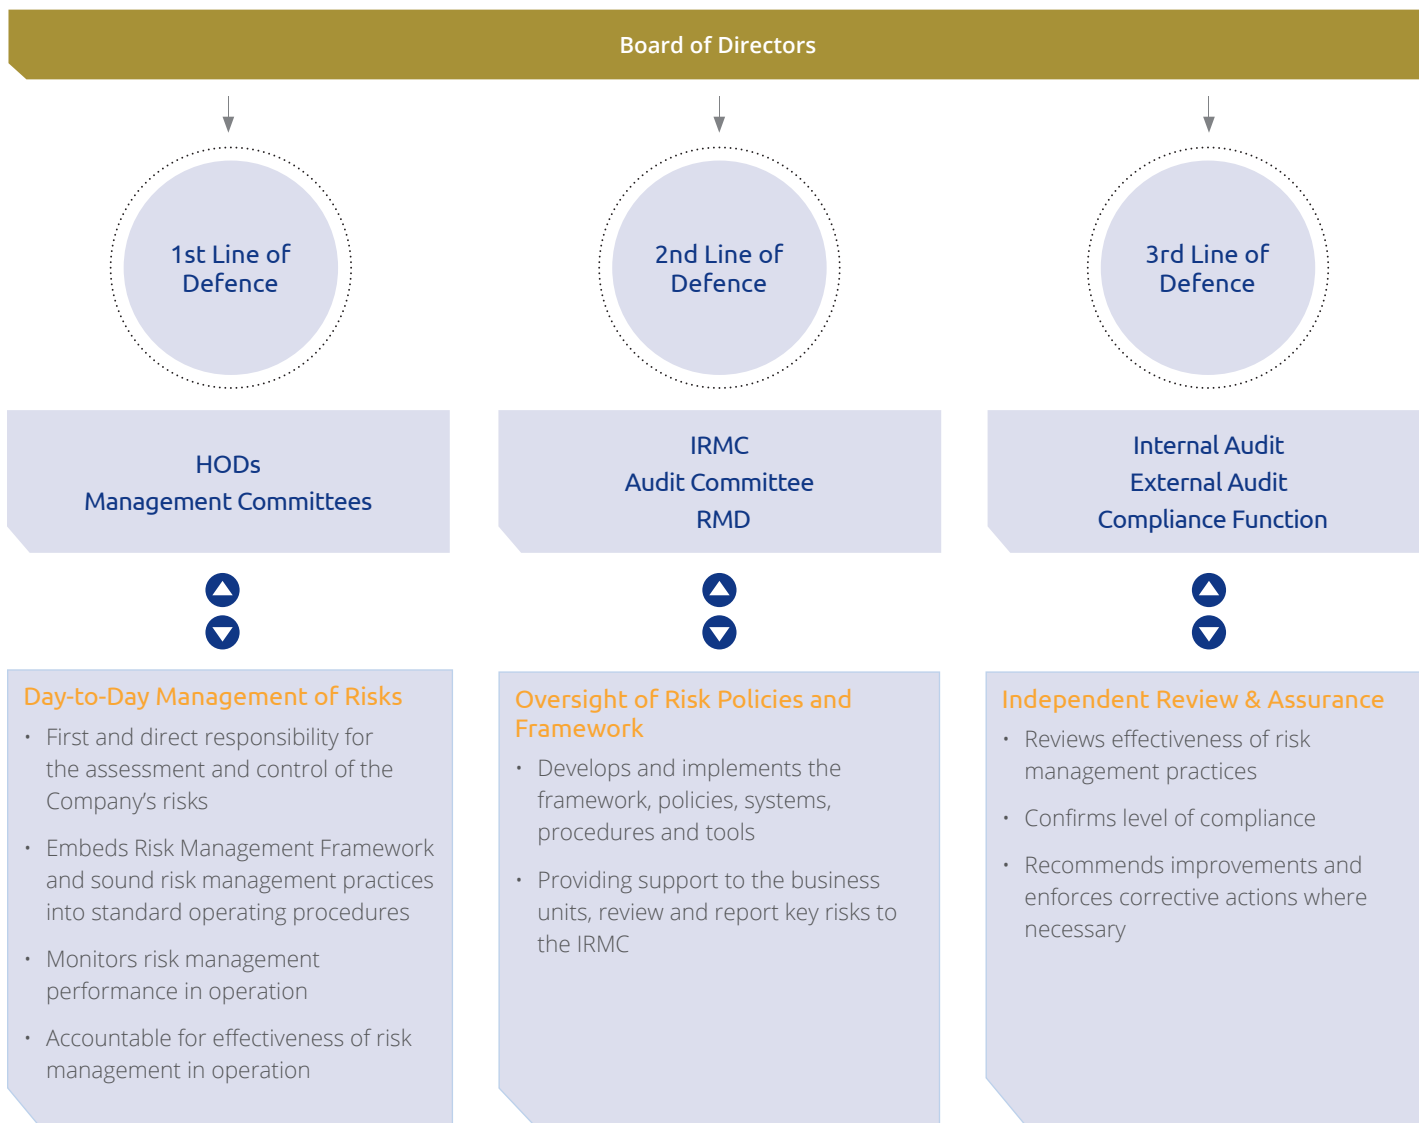 Board of Directors
1st Line of
Defence
HODs
Management Committees
Day-to-Day Management of Risks
• First and direct responsibility for
the assessment and control of the
Company’s risks
• Embeds Risk Management Framework
and sound risk management practices
into standard operating procedures
• Monitors risk management
performance in operation
• Accountable for effectiveness of risk
management in operation
2nd Line of
Defence
IRMC
Audit Committee
RMD
Oversight of Risk Policies and
Framework
• Develops and implements the
framework, policies, systems,
procedures and tools
• Providing support to the business
units, review and report key risks to
the IRMC
3rd Line of
Defence
Internal Audit
External Audit
Compliance Function
Independent Review & Assurance
• Reviews effectiveness of risk
management practices
• Confirms level of compliance
• Recommends improvements and
enforces corrective actions where
necessary